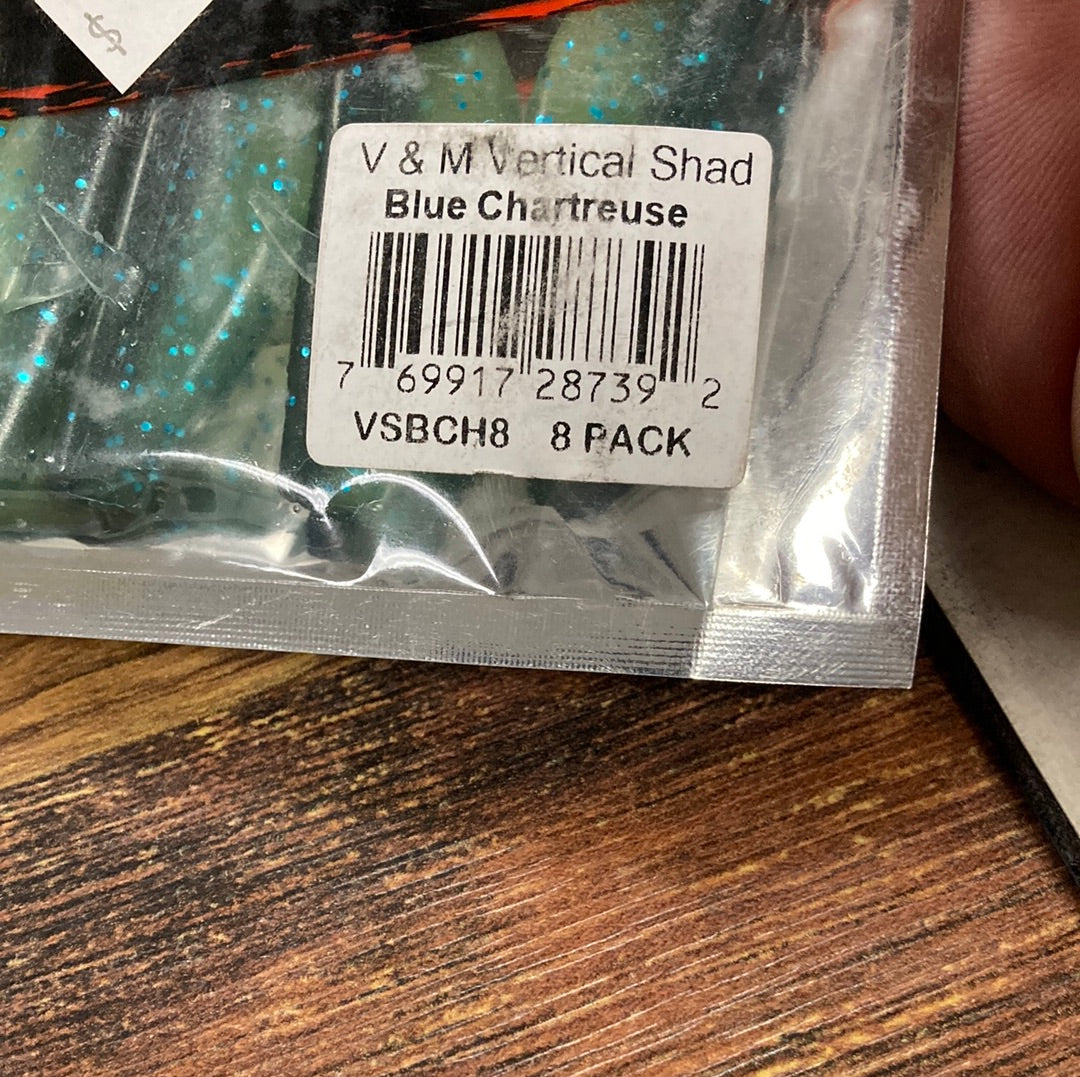 $
V & M Vertical Shad
Blue Chartreuse
7 69917 28739 2
VSBCH8 8 PACK